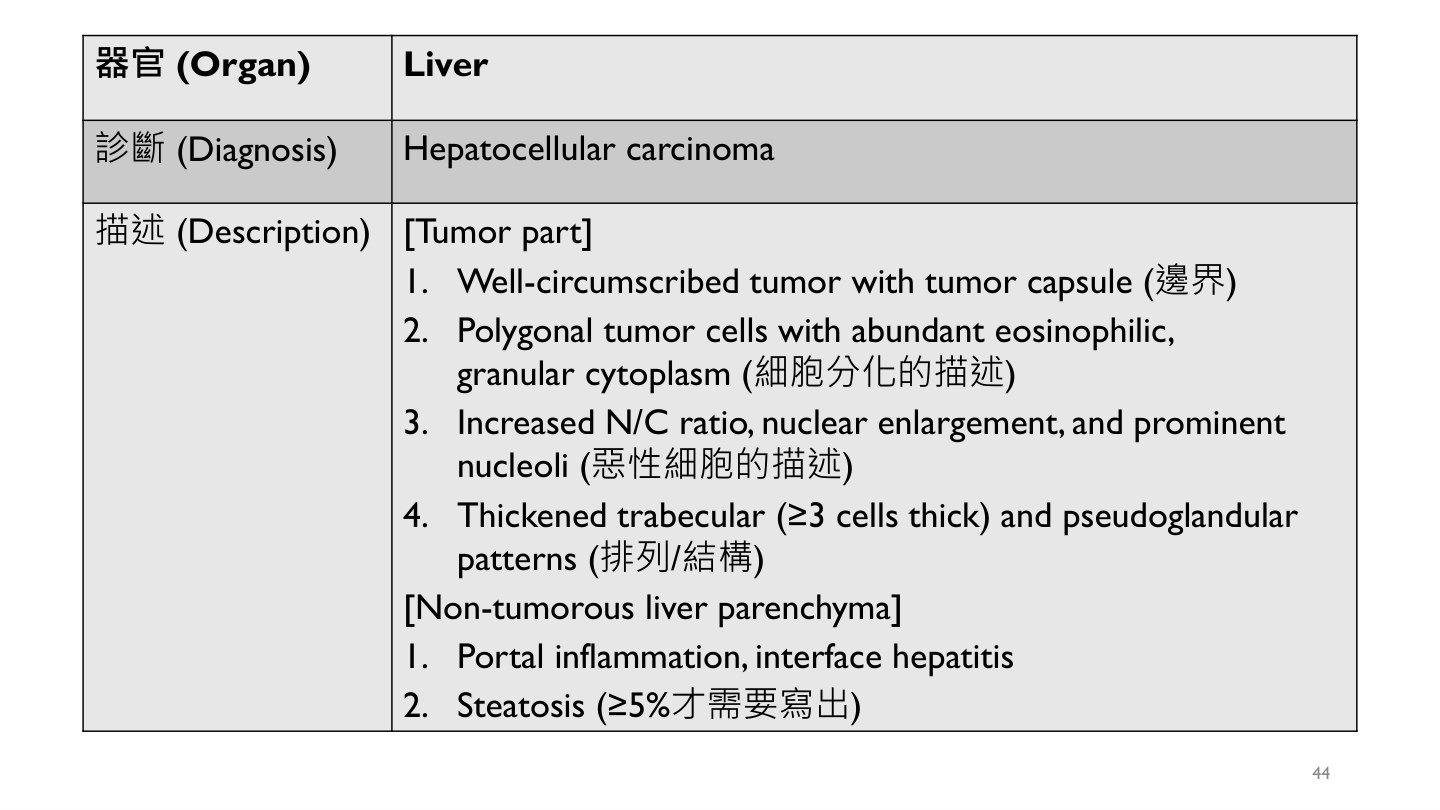 器官 (Organ)
Liver
診斷 (Diagnosis)
Hepatocellular carcinoma
描述 (Description)
[Tumor part]
1. Well-circumscribed tumor with tumor capsule (邊界)
2. Polygonal tumor cells with abundant eosinophilic,
granular cytoplasm (細胞分化的描述)
3. Increased N/C ratio, nuclear enlargement, and prominent
nucleoli (惡性細胞的描述)
4. Thickened trabecular (≥3 cells thick) and pseudoglandular
patterns (排列/結構)
[Non-tumorous liver parenchyma]
1. Portal inflammation, interface hepatitis
2. Steatosis (≥5%才需要寫出)
44